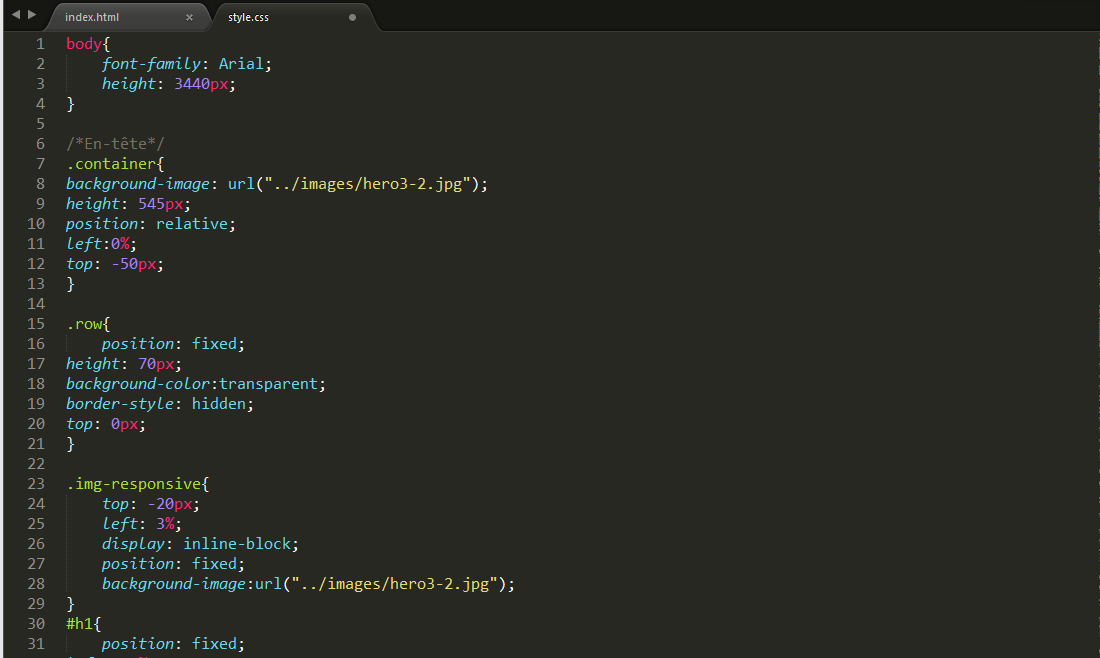 index.html × style.css
1 body{
2 font-family: Arial;
3 height: 3440px;
4 }
5
6 /*En-tête*/
7 .container{
8 background-image: url("../images/hero3-2.jpg");
9 height: 545px;
10 position: relative;
11 left:0%;
12 top: -50px;
13 }
14
15 .row{
16 position: fixed;
17 height: 70px;
18 background-color:transparent;
19 border-style: hidden;
20 top: 0px;
21 }
22
23 .img-responsive{
24 top: -20px;
25 left: 3%;
26 display: inline-block;
27 position: fixed;
28 background-image:url("../images/hero3-2.jpg");
29 }
30 #h1{
31 position: fixed;